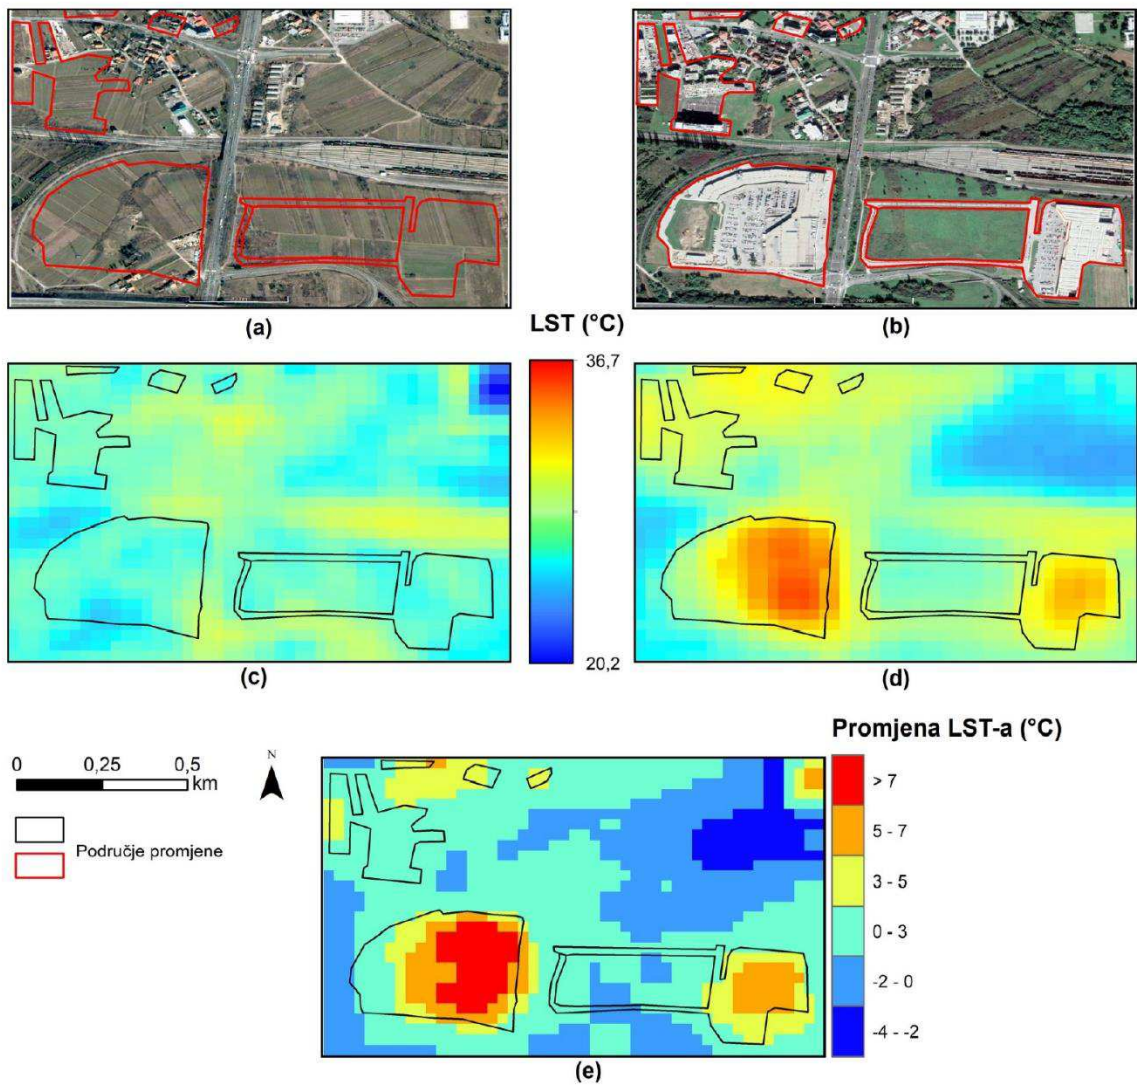 (a)
(b)
LST (°C)
36,7
20,2
(c)
(d)
Promjena LST-a (°C)
> 7
5 - 7
3 - 5
0 - 3
-2 - 0
-4 - -2
0 0,25 0,5
km
N
Područje promjene
(e)